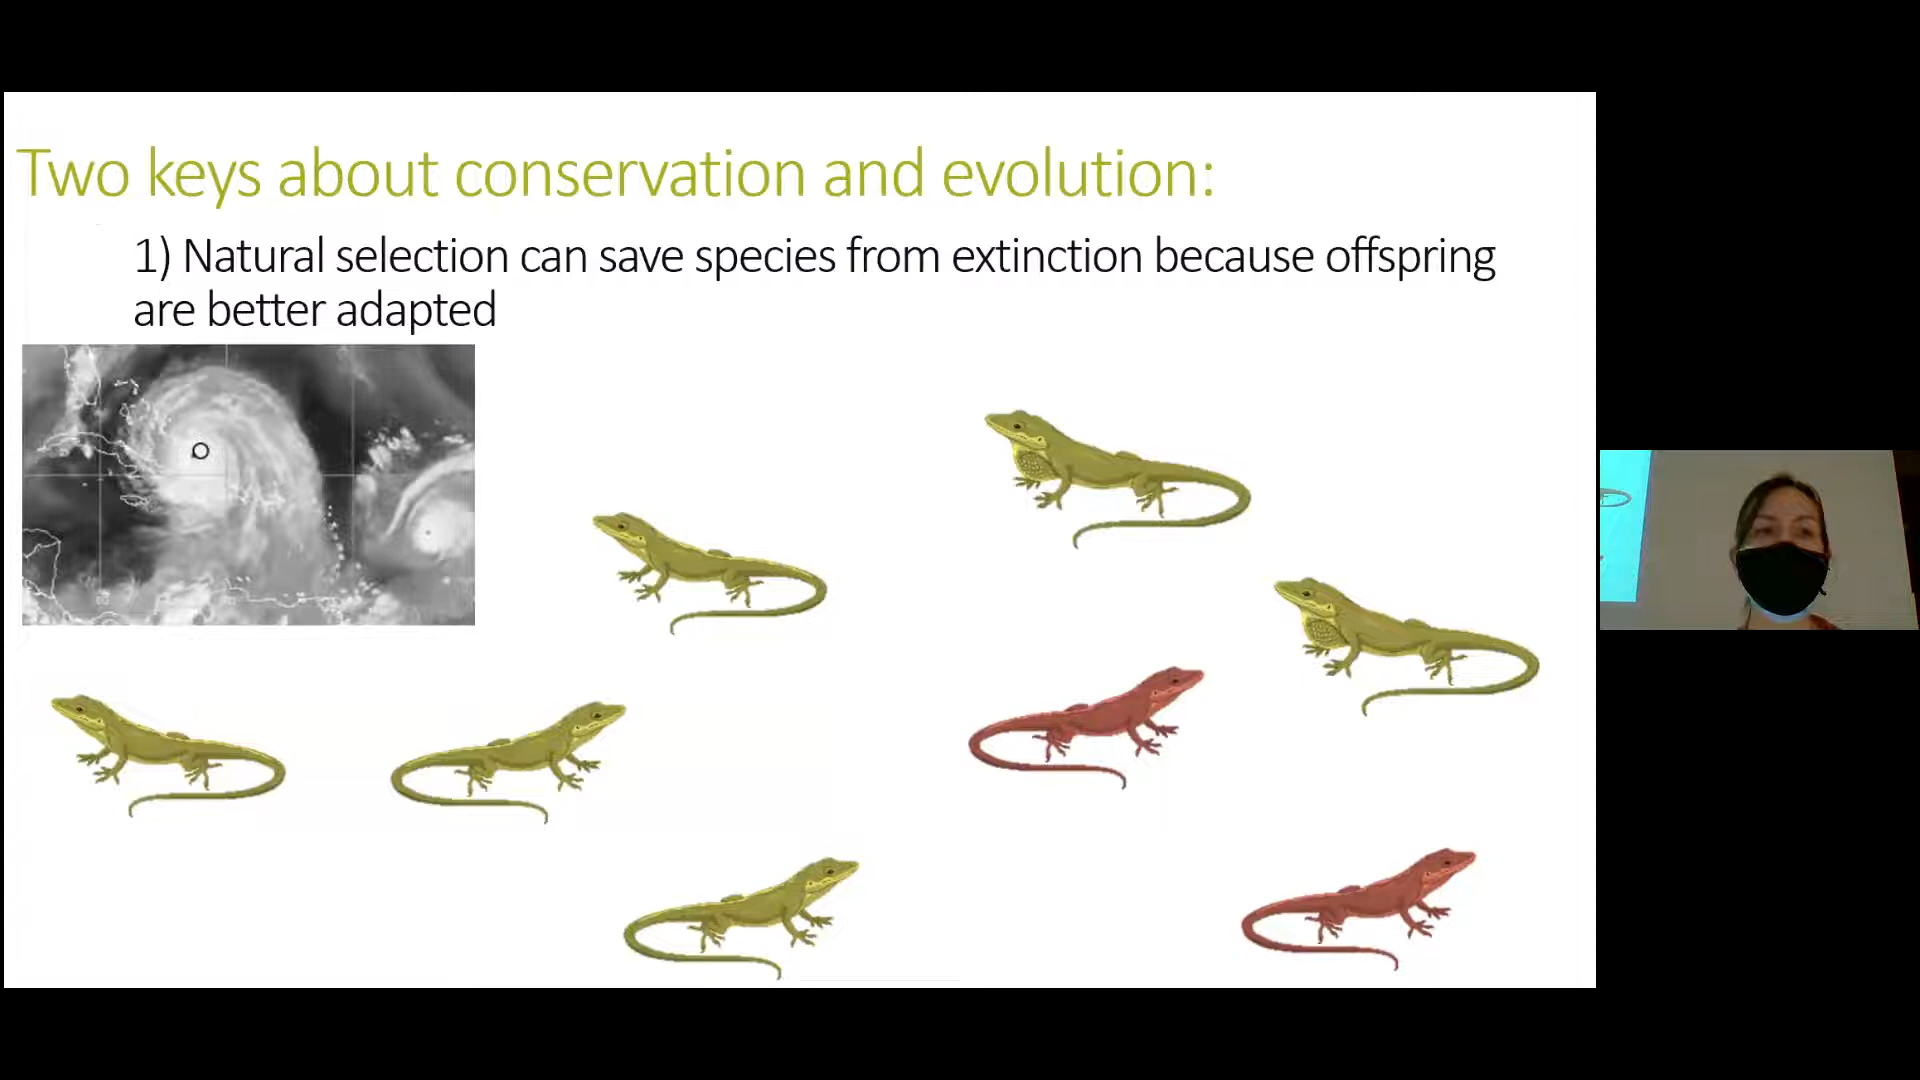 Two keys about conservation and evolution:
1) Natural selection can save species from extinction because offspring
are better adapted